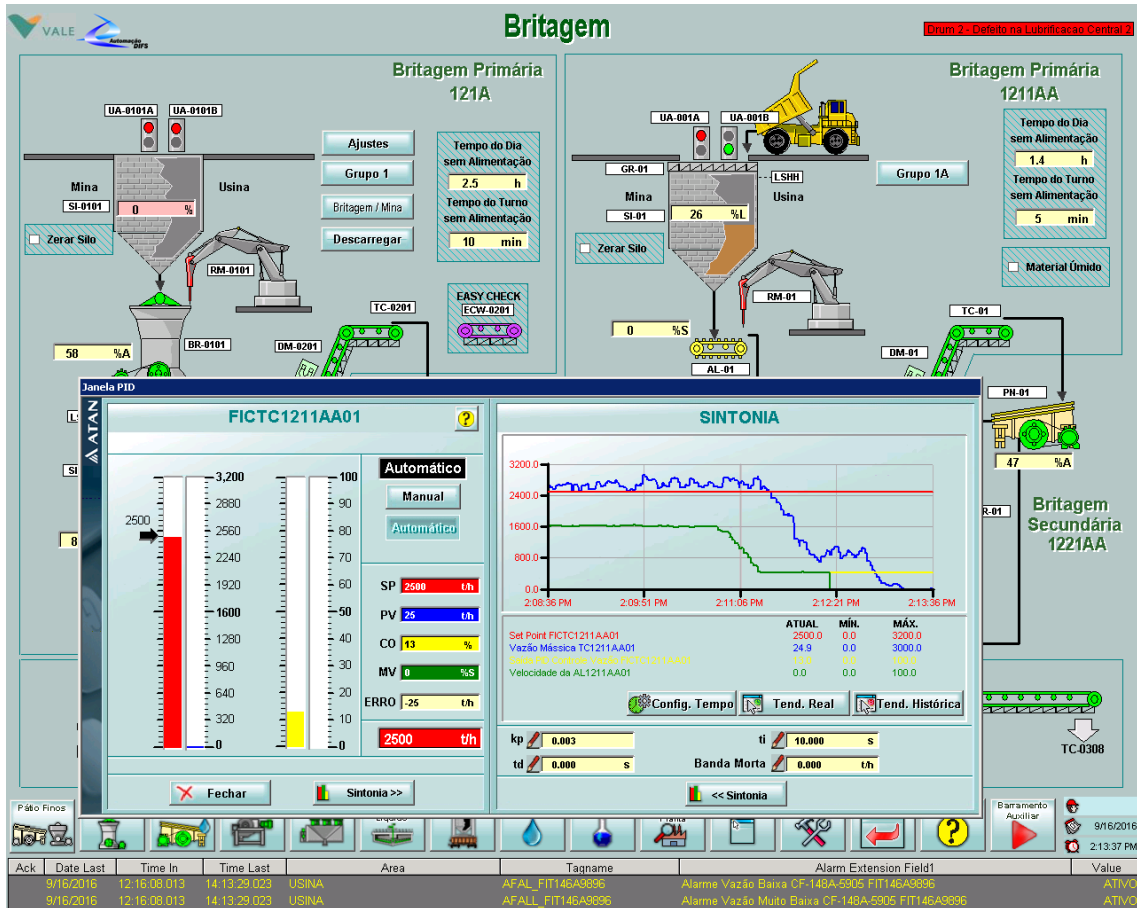 VALE
Automação
DIFS
Britagem
Drum 2 - Defeito na Lubrificacao Central 2
Britagem Primária
121A
UA-0101A
UA-0101B
Ajustes
Grupo 1
Britagem / Mina
Descarregar
Tempo do Dia
sem Alimentação
2.5 h
Tempo do Turno
sem Alimentação
10 min
Mina
Usina
SI-0101
0 %
Zerar Silo
RM-0101
EASY CHECK
ECW-0201
TC-0201
BR-0101
DM-0201
58 %A
Britagem Primária
1211AA
UA-001A
UA-001B
GR-01
LSHH
Mina
Usina
SI-01
26 %L
Zerar Silo
Grupo 1A
Tempo do Dia
sem Alimentação
1.4 h
Tempo do Turno
sem Alimentação
5 min
Material Úmido
RM-01
0 %S
AL-01
TC-01
DM-01
PN-01
47 %A
R-01
Britagem
Secundária
1221AA
TC-0308
Janela PID
ATAN
FICTC1211AA01
?
2500
3,200
2880
2560
2240
1920
1600
1280
960
640
320
0
100
90
80
70
60
50
40
30
20
10
0
Automático
Manual
Automático
SP 2500 t/h
PV 25 t/h
CO 13 %
MV 0 %S
ERRO -25 t/h
2500 t/h
Fechar
Sintonia >>
SINTONIA
3200.0
2400.0
1600.0
800.0
0.0
2:08:36 PM 2:09:51 PM 2:11:06 PM 2:12:21 PM 2:13:36 PM
ATUAL MÍN. MÁX.
Set Point FICTC1211AA01 2500.0 0.0 3200.0
Vazão Mássica TC1211AA01 24.9 0.0 3000.0
Velocidade da AL1211AA01 0.0 0.0 100.0
Config. Tempo
Tend. Real
Tend. Histórica
kp 0.003
ti 10.000 s
td 0.000 s
Banda Morta 0.000 t/h
<< Sintonia
Pátio Finos
?
Barramento
Auxiliar
9/16/2016
2:13:37 PM
Ack Date Last Time In Time Last Area Tagname Alarm Extension Field1 Value
9/16/2016 12:16:08.013 14:13:29.023 USINA AFAL_FIT146A9896 Alarme Vazão Baixa CF-148A-5905 FIT146A9896 ATIVO
9/16/2016 12:16:08.013 14:13:29.023 USINA AFALL_FIT146A9896 Alarme Vazão Muito Baixa CF-148A-5905 FIT146A9896 ATIVO